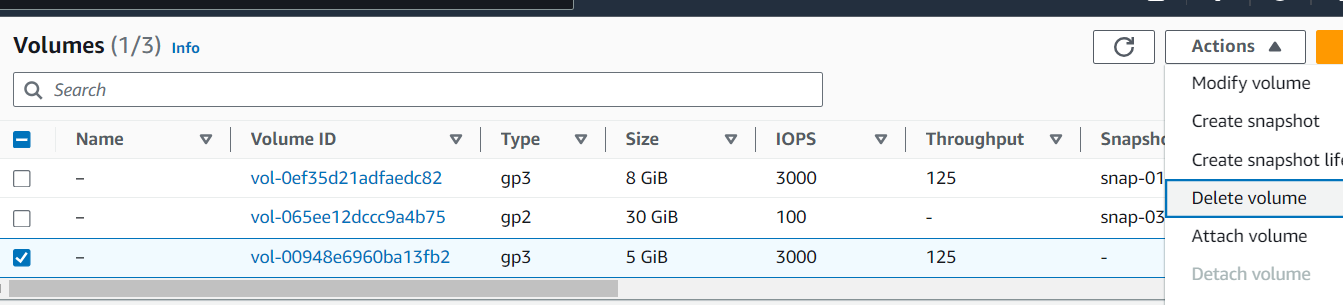 Volumes (1/3) Info
Actions
Search
Modify volume
Create snapshot
Name Volume ID Type Size IOPS Throughput
Create snapshot
– vol-0ef35d21adfaedc82 gp3 8 GiB 3000 125 snap-01
Delete volume
– vol-065ee12dccc9a4b75 gp2 30 GiB 100 - snap-03
Attach volume
– vol-00948e6960ba13fb2 gp3 5 GiB 3000 125 -
Detach volume